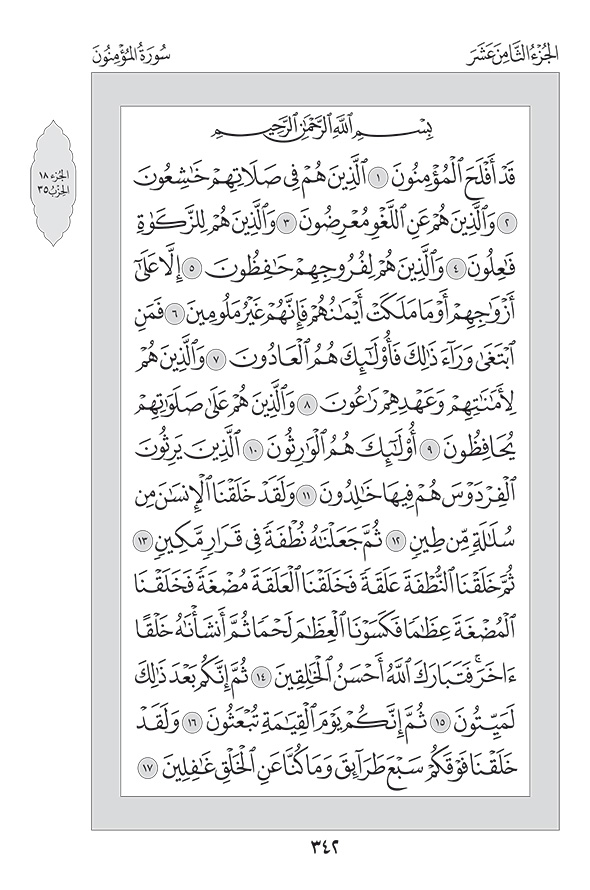 سُورَةُ المُؤْمِنُونَ
الجُزْءُ الثَّامِنَ عَشَرَ
الجُزء ١٨
الحِزْبُ ٣٥
بِسْمِ ٱللَّهِ ٱلرَّحْمَٰنِ ٱلرَّحِيمِ
قَدْ أَفْلَحَ ٱلْمُؤْمِنُونَ ١ ٱلَّذِينَ هُمْ فِى صَلَاتِهِمْ خَٰشِعُونَ
٢ وَٱلَّذِينَ هُمْ عَنِ ٱللَّغْوِ مُعْرِضُونَ ٣ وَٱلَّذِينَ هُمْ لِلزَّكَوٰةِ
فَٰعِلُونَ ٤ وَٱلَّذِينَ هُمْ لِفُرُوجِهِمْ حَٰفِظُونَ ٥ إِلَّا عَلَىٰٓ
أَزْوَٰجِهِمْ أَوْ مَا مَلَكَتْ أَيْمَٰنُهُمْ فَإِنَّهُمْ غَيْرُ مَلُومِينَ ٦ فَمَنِ
ٱبْتَغَىٰ وَرَآءَ ذَٰلِكَ فَأُو۟لَٰٓئِكَ هُمُ ٱلْعَادُونَ ٧ وَٱلَّذِينَ هُمْ
لِأَمَٰنَٰتِهِمْ وَعَهْدِهِمْ رَٰعُونَ ٨ وَٱلَّذِينَ هُمْ عَلَىٰ صَلَوَٰتِهِمْ
يُحَافِظُونَ ٩ أُو۟لَٰٓئِكَ هُمُ ٱلْوَٰرِثُونَ ١٠ ٱلَّذِينَ يَرِثُونَ
ٱلْفِرْدَوْسَ هُمْ فِيهَا خَٰلِدُونَ ١١ وَلَقَدْ خَلَقْنَا ٱلْإِنسَٰنَ مِن
سُلَٰلَةٍ مِّن طِينٍ ١٢ ثُمَّ جَعَلْنَٰهُ نُطْفَةً فِى قَرَارٍ مَّكِينٍ ١٣
ثُمَّ خَلَقْنَا ٱلنُّطْفَةَ عَلَقَةً فَخَلَقْنَا ٱلْعَلَقَةَ مُضْغَةً فَخَلَقْنَا
ٱلْمُضْغَةَ عِظَٰمًا فَكَسَوْنَا ٱلْعِظَٰمَ لَحْمًا ثُمَّ أَنشَأْنَٰهُ خَلْقًا
ءَاخَرَ ۚ فَتَبَارَكَ ٱللَّهُ أَحْسَنُ ٱلْخَٰلِقِينَ ١٤ ثُمَّ إِنَّكُم بَعْدَ ذَٰلِكَ
لَمَيِّتُونَ ١٥ ثُمَّ إِنَّكُمْ يَوْمَ ٱلْقِيَٰمَةِ تُبْعَثُونَ ١٦ وَلَقَدْ
خَلَقْنَا فَوْقَكُمْ سَبْعَ طَرَآئِقَ وَمَا كُنَّا عَنِ ٱلْخَلْقِ غَٰفِلِينَ ١٧
٣٤٢